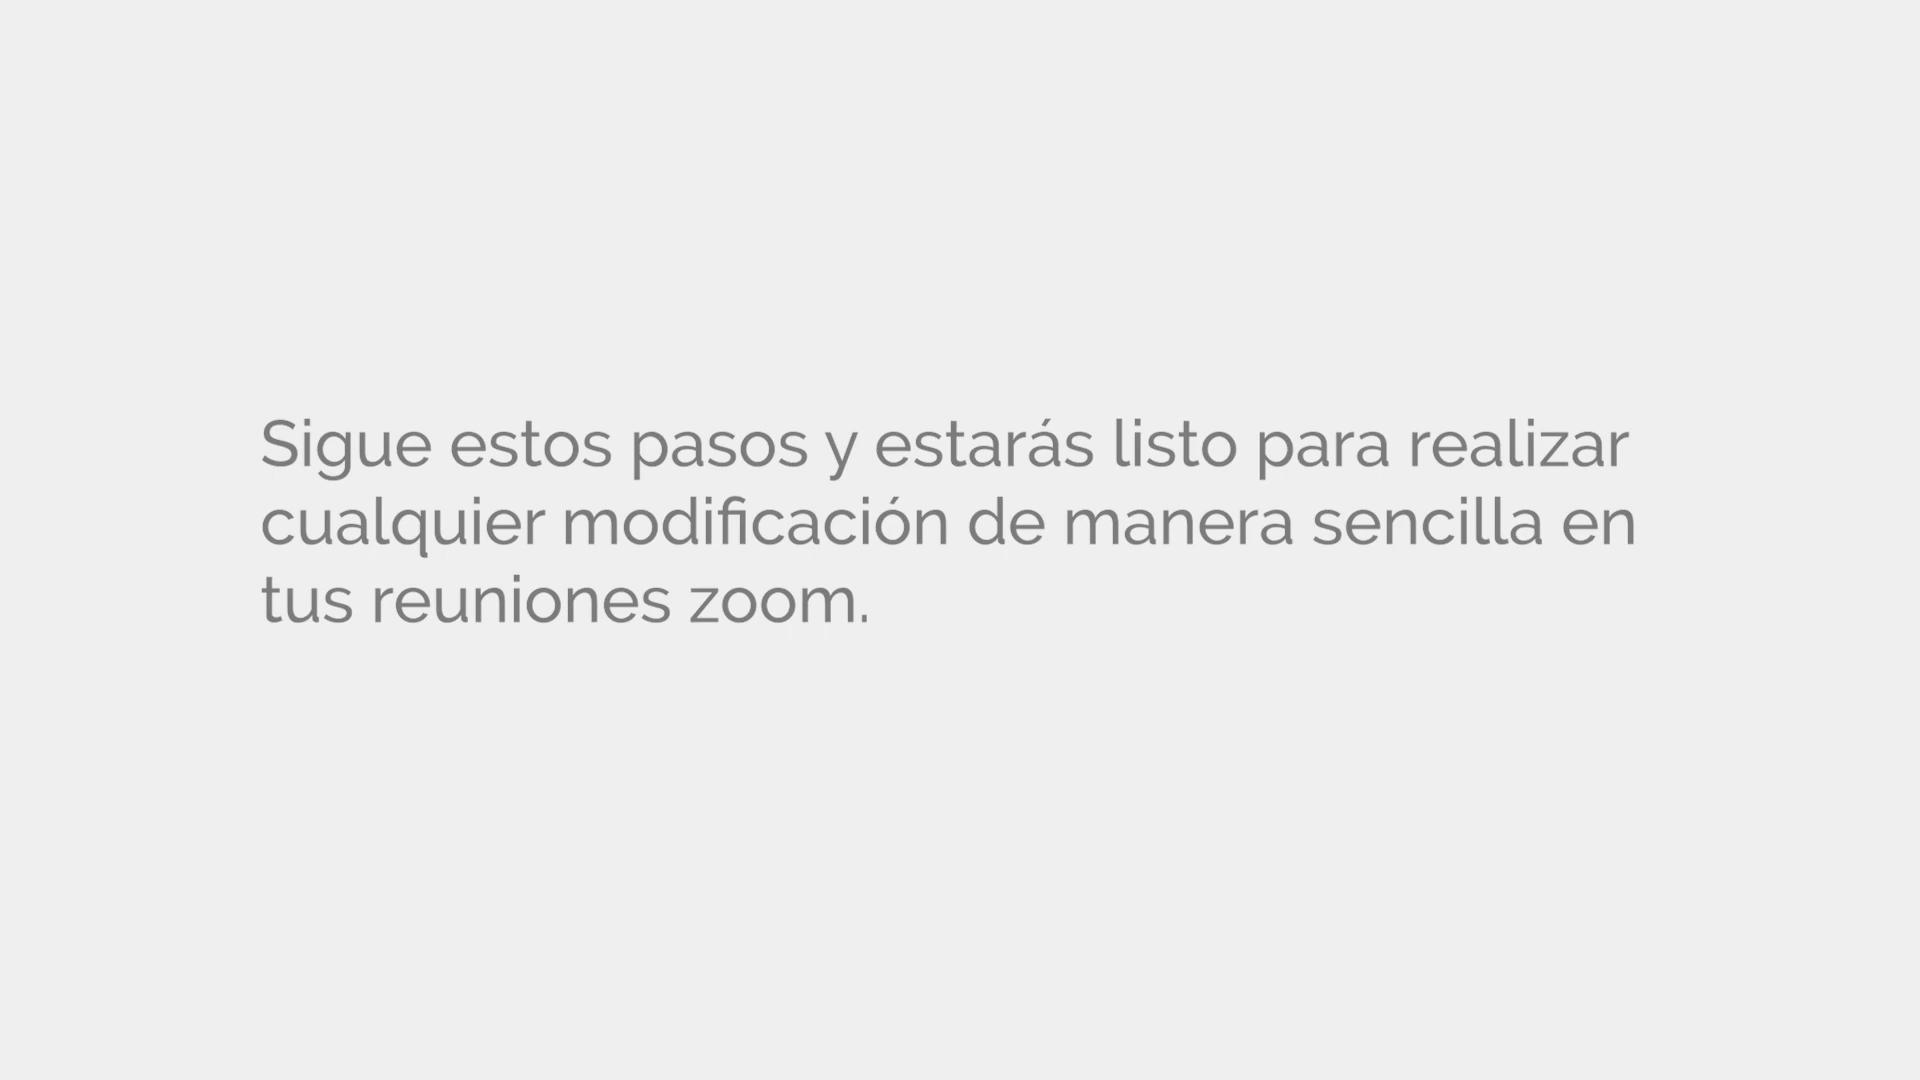 Sigue estos pasos y estarás listo para realizar
cualquier modificación de manera sencilla en
tus reuniones zoom.